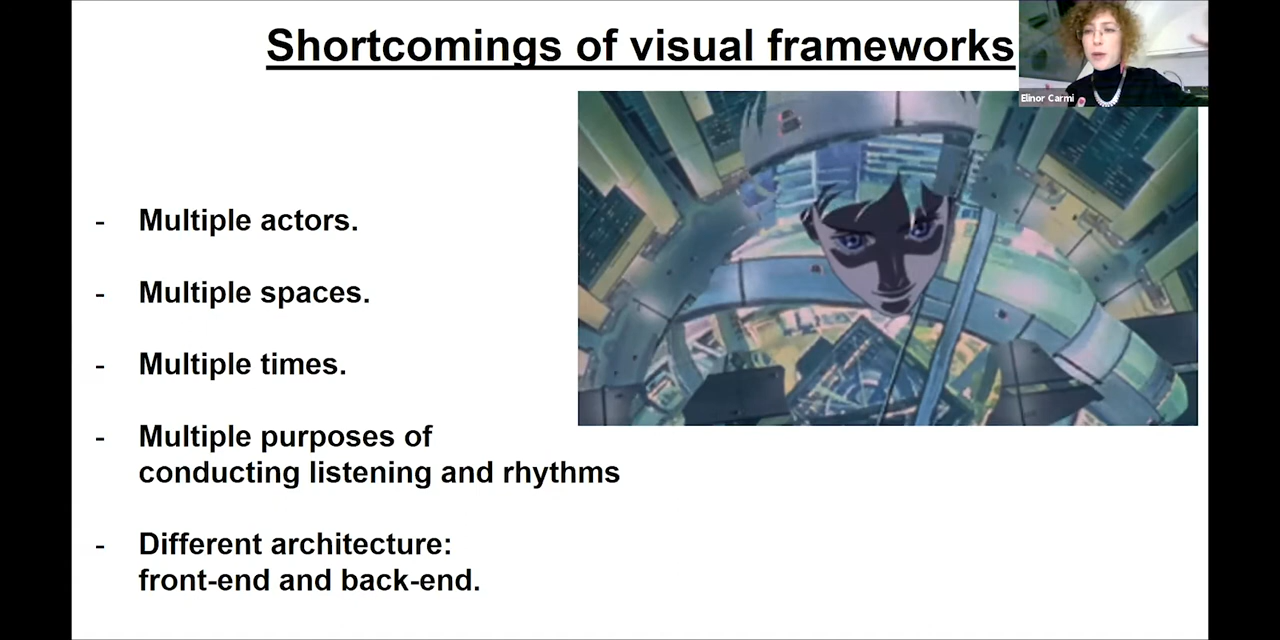 Shortcomings of visual frameworks
Elinor Carmi
- Multiple actors.
- Multiple spaces.
- Multiple times.
- Multiple purposes of
conducting listening and rhythms
- Different architecture:
front-end and back-end.